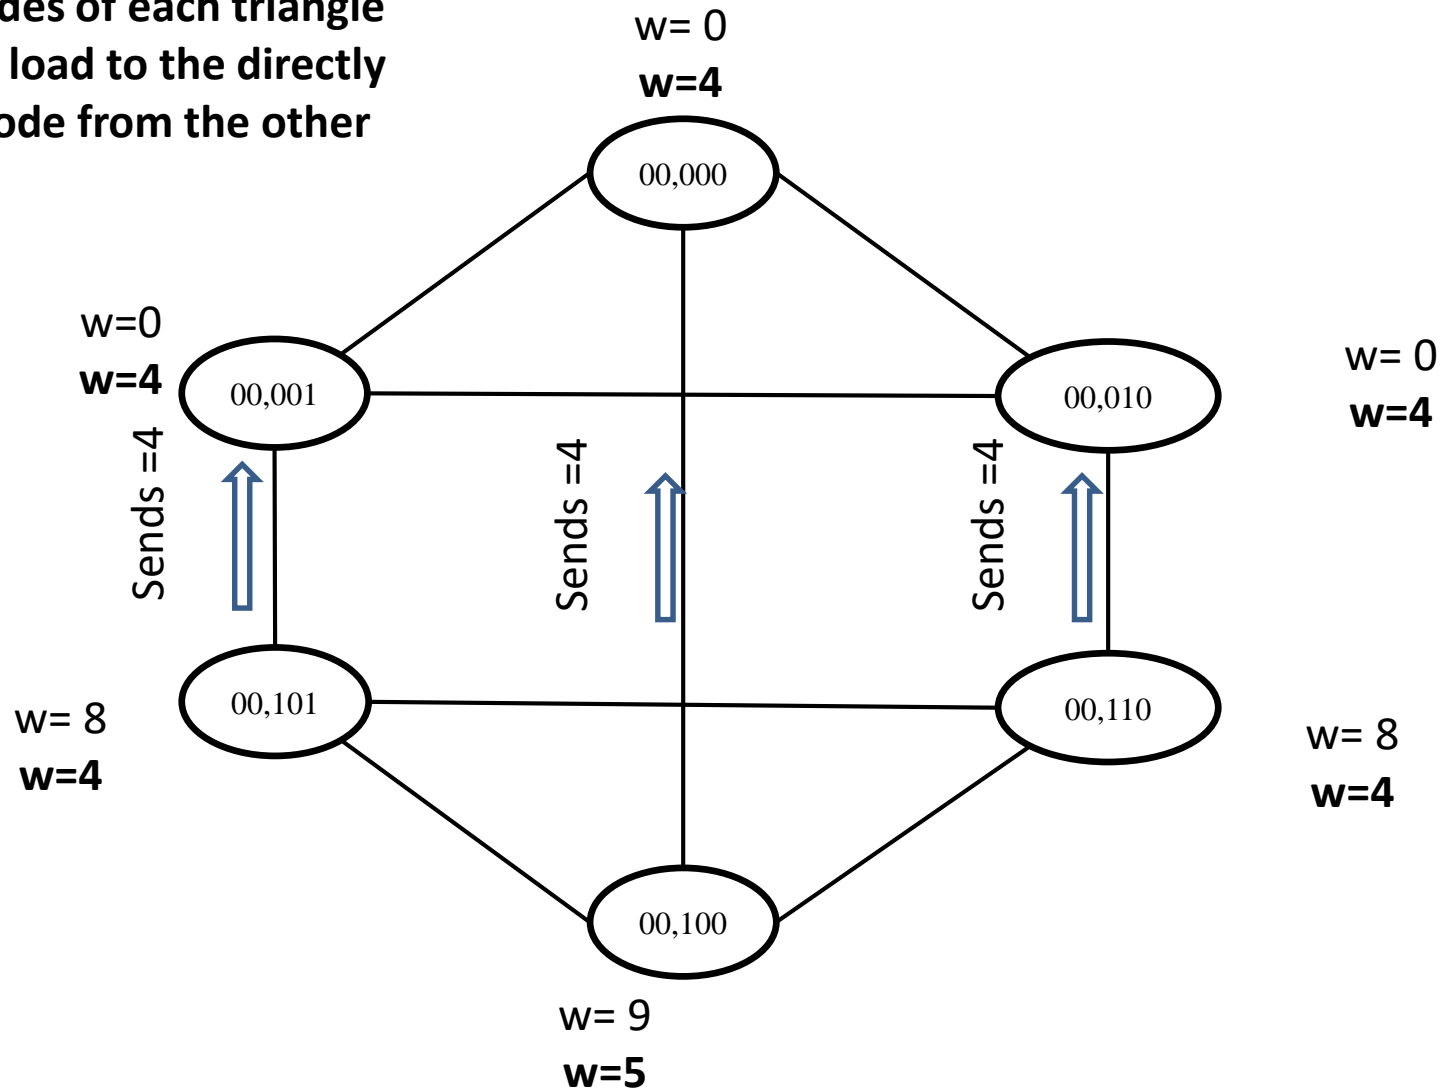 des of each triangle
load to the directly
ode from the other
w= 0
w=4
00,000
w=0
w=4
00,001
w= 0
w=4
00,010
Sends =4
Sends =4
Sends =4
00,101
w= 8
w=4
00,110
w= 8
w=4
00,100
w= 9
w=5